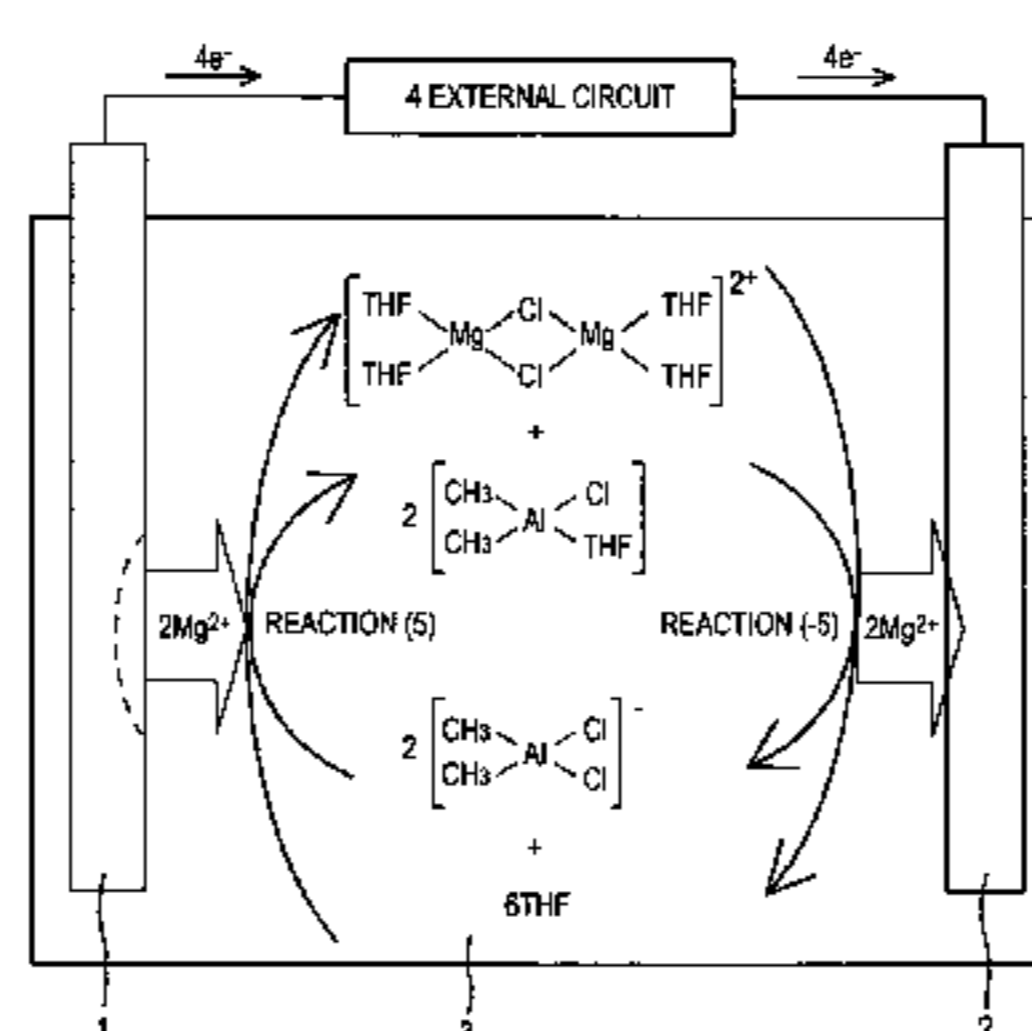 4e⁻ 4e⁻
4 EXTERNAL CIRCUIT
2+
THF Cl THF
Mg Mg
THF Cl THF
+
CH3 Cl
2 Al
CH3 THF
2Mg²⁺ REACTION (5) REACTION (-5) 2Mg²⁺
-
CH3 Cl
2 Al
CH3 Cl
+
6THF
1 3 2